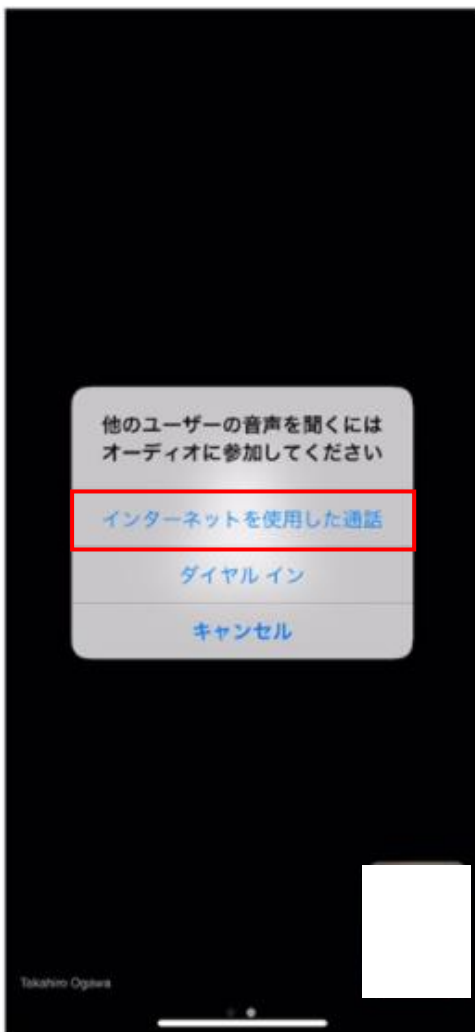 他のユーザーの音声を聞くには
オーディオに参加してください
インターネットを使用した通話
ダイヤル イン
キャンセル
Takahiro Ogawa